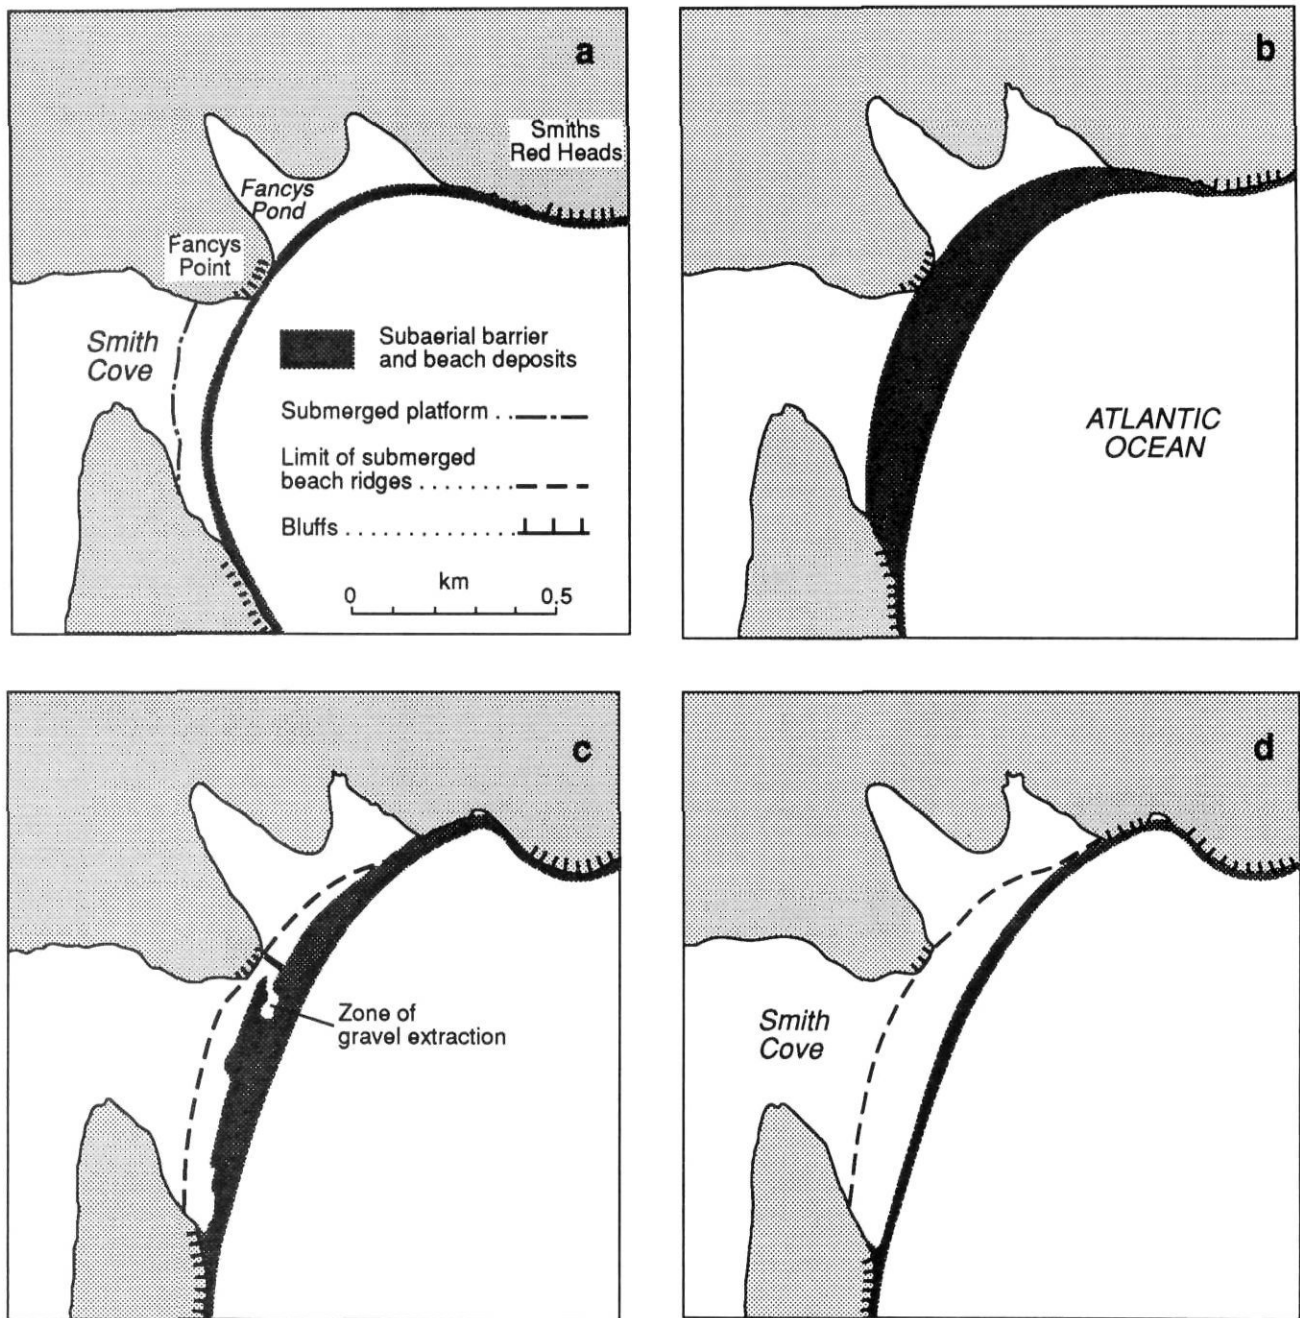 a
Smiths
Red Heads
Fancys
Pond
Fancys
Point
Smith
Cove
Subaerial barrier
and beach deposits
Submerged platform . .
Limit of submerged
beach ridges . . . . . . . .
Bluffs . . . . . . . . . . . . .
km
0 0.5
b
ATLANTIC
OCEAN
c
Zone of
gravel extraction
d
Smith
Cove